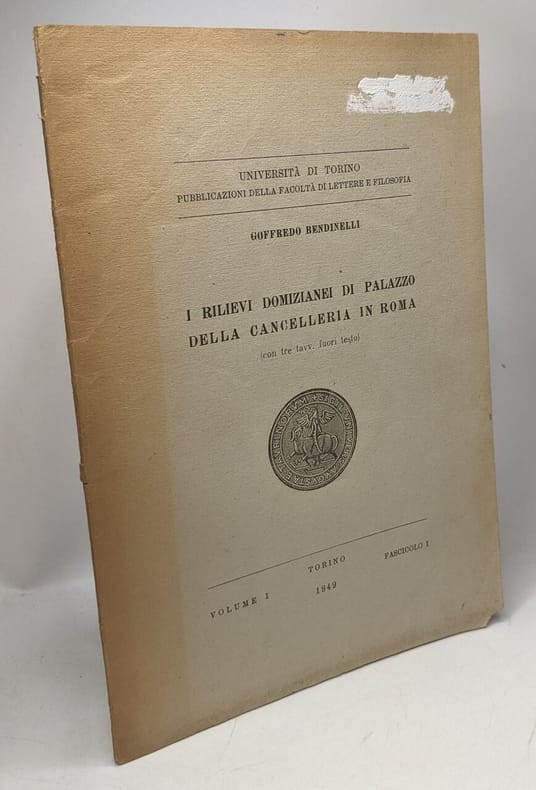 UNIVERSITÀ DI TORINO
PUBBLICAZIONI DELLA FACOLTÀ DI LETTERE E FILOSOFIA
GOFFREDO BENDINELLI
I RILIEVI DOMIZIANEI DI PALAZZO
DELLA CANCELLERIA IN ROMA
(con tre tavv. fuori testo)
TORINO
VOLUME I 1949 FASCICOLO I